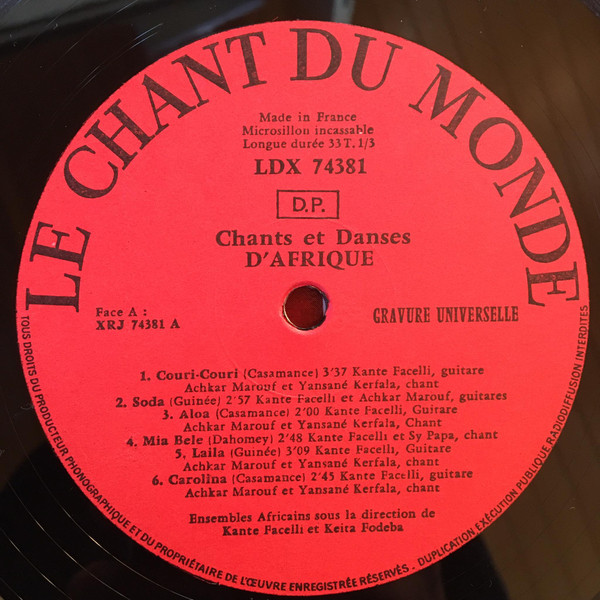 LE CHANT DU MONDE
Made in France
Microsillon incassable
Longue durée 33 T. 1/3
LDX 74381
D.P.
Chants et Danses
D'AFRIQUE
Face A :
XRJ 74381 A
GRAVURE UNIVERSELLE
1. Couri-Couri (Casamance) 3'37 Kante Facelli, guitare
Achkar Marouf et Yansané Kerfala, chant
2. Soda (Guinée) 2'57 Kante Facelli et Achkar Marouf, guitares
3. Aloa (Casamance) 2'00 Kante Facelli, Guitare
Achkar Marouf et Yansané Kerfala, Chant
4. Mia Bele (Dahomey) 2'48 Kante Facelli et Sy Papa, chant
5. Laila (Guinée) 3'09 Kante Facelli, Guitare
Achkar Marouf et Yansané Kerfala, chant
6. Carolina (Casamance) 2'45 Kante Facelli, guitare
Achkar Marouf et Yansané Kerfala, chant
Ensembles Africains sous la direction de
Kante Facelli et Keita Fodeba
TOUS DROITS DU PRODUCTEUR PHONOGRAPHIQUE ET DU PROPRIÉTAIRE DE L'ŒUVRE ENREGISTRÉE RÉSERVÉS. DUPLICATION EXÉCUTION PUBLIQUE RADIODIFFUSION INTERDITES